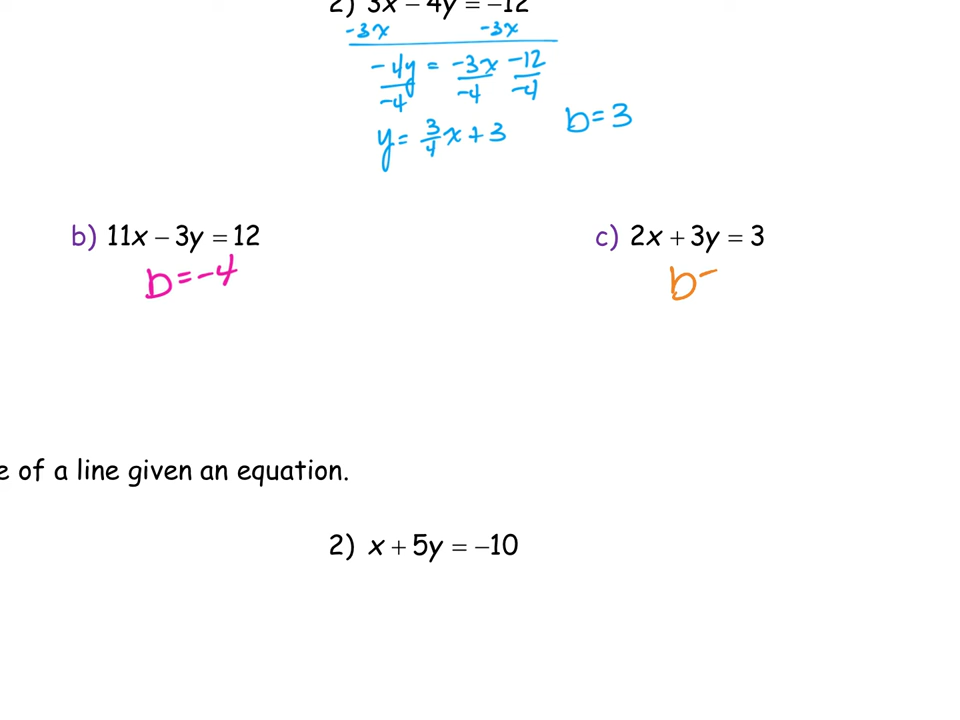 2) 3x − 4y = −12
-3x -3x
-4y/-4 = -3x/-4 -12/-4
y = 3/4 x + 3 b = 3
b) 11x − 3y = 12 c) 2x + 3y = 3
b = -4 b -
e of a line given an equation.
2) x + 5y = −10